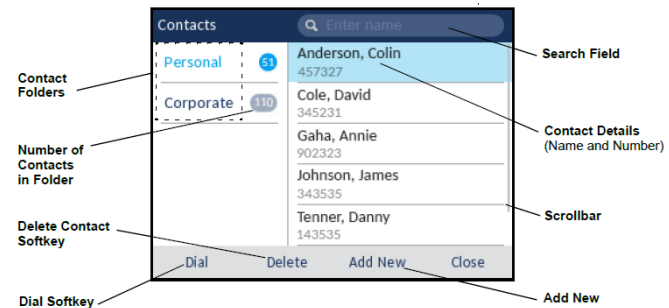 Contacts
Enter name
Personal 51
Corporate 110
Anderson, Colin
457327
Cole, David
345231
Gaha, Annie
902323
Johnson, James
343535
Tenner, Danny
143535
Dial Delete Add New Close
Contact
Folders
Number of
Contacts
in Folder
Delete Contact
Softkey
Dial Softkey
Search Field
Contact Details
(Name and Number)
Scrollbar
Add New